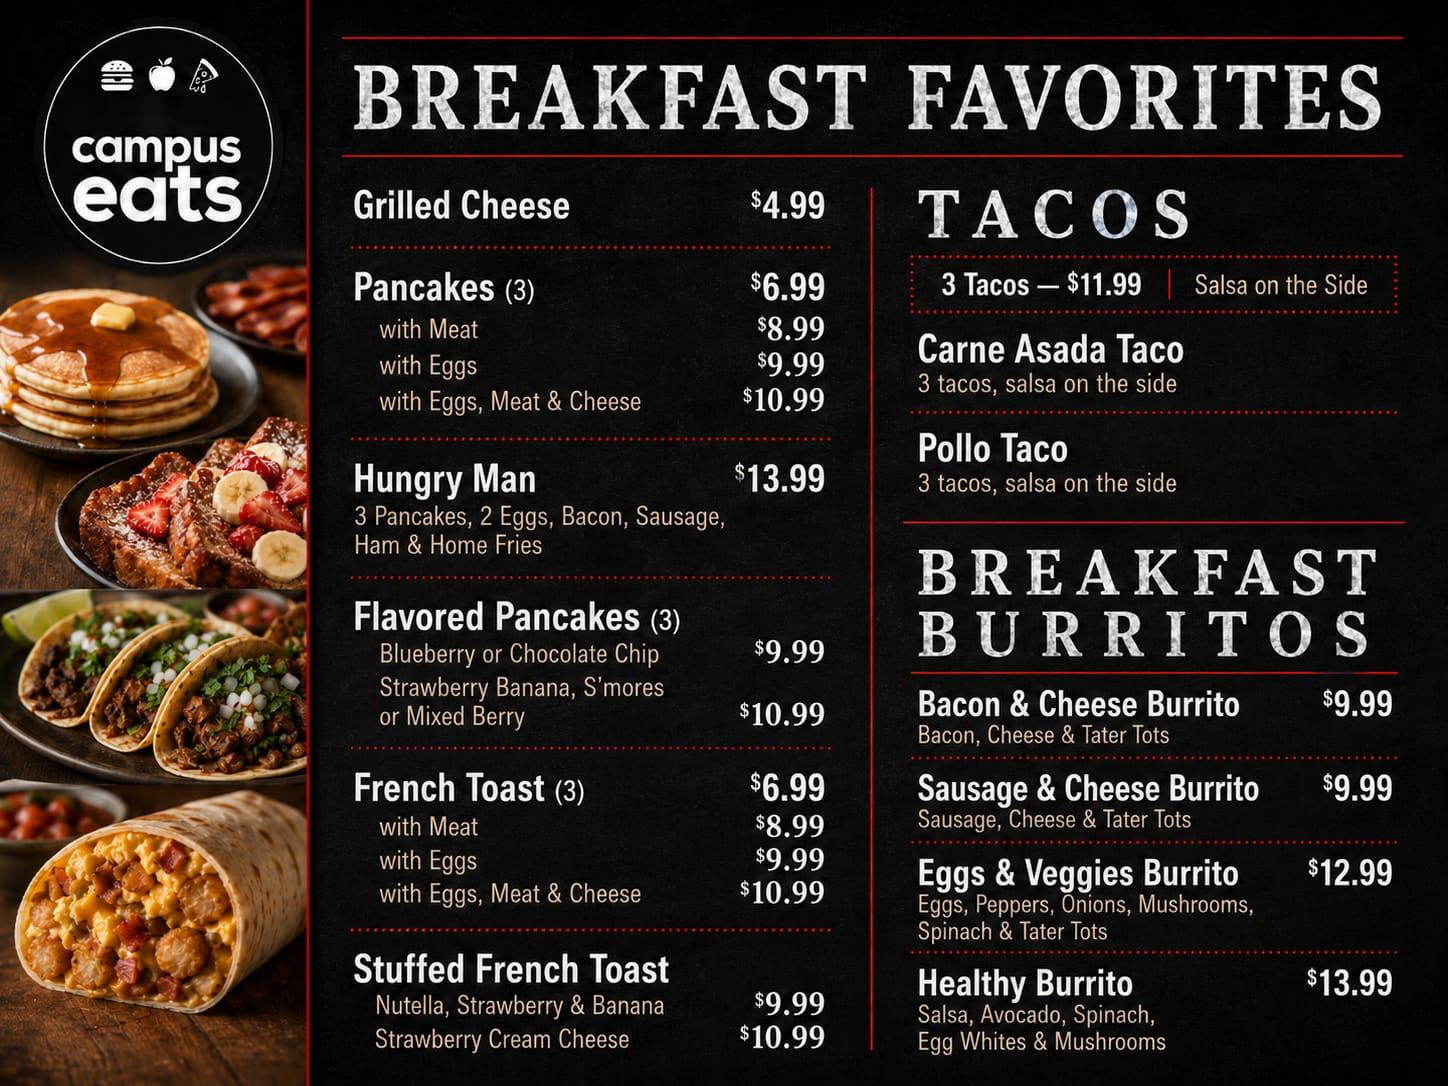 campus
eats
BREAKFAST FAVORITES
Grilled Cheese $4.99
Pancakes (3) $6.99
with Meat $8.99
with Eggs $9.99
with Eggs, Meat & Cheese $10.99
Hungry Man $13.99
3 Pancakes, 2 Eggs, Bacon, Sausage,
Ham & Home Fries
Flavored Pancakes (3)
Blueberry or Chocolate Chip $9.99
Strawberry Banana, S’mores
or Mixed Berry $10.99
French Toast (3) $6.99
with Meat $8.99
with Eggs $9.99
with Eggs, Meat & Cheese $10.99
Stuffed French Toast
Nutella, Strawberry & Banana $9.99
Strawberry Cream Cheese $10.99
TACOS
3 Tacos — $11.99 | Salsa on the Side
Carne Asada Taco
3 tacos, salsa on the side
Pollo Taco
3 tacos, salsa on the side
BREAKFAST
BURRITOS
Bacon & Cheese Burrito $9.99
Bacon, Cheese & Tater Tots
Sausage & Cheese Burrito $9.99
Sausage, Cheese & Tater Tots
Eggs & Veggies Burrito $12.99
Eggs, Peppers, Onions, Mushrooms,
Spinach & Tater Tots
Healthy Burrito $13.99
Salsa, Avocado, Spinach,
Egg Whites & Mushrooms